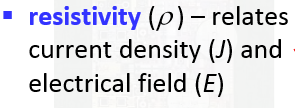 ▪ resistivity (ρ) – relates
current density (J) and
electrical field (E)